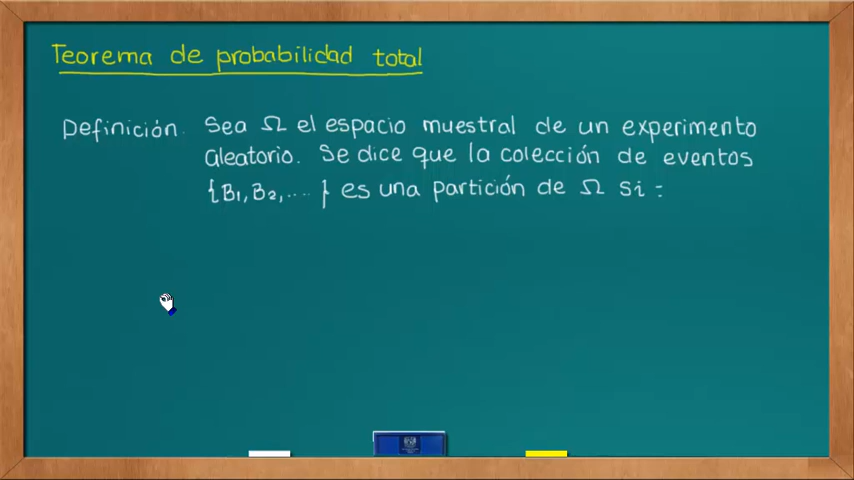 Teorema de probabilidad total
Definición. Sea Ω el espacio muestral de un experimento
aleatorio. Se dice que la colección de eventos
{B₁, B₂, .... } es una partición de Ω si :